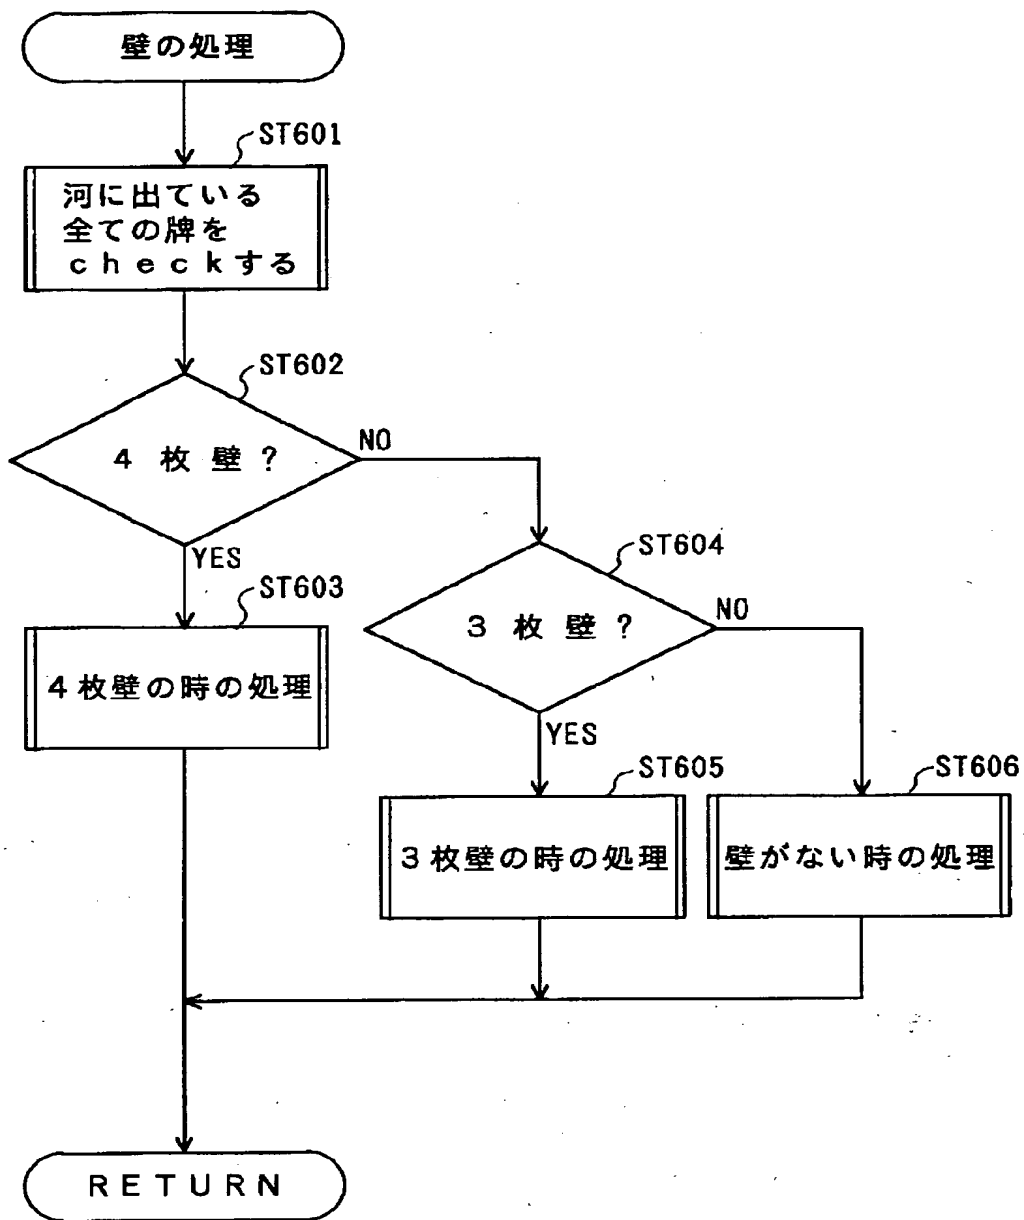 壁の処理
ST601
河に出ている
全ての牌を
checkする
ST602
4枚壁?
NO
YES
ST603
4枚壁の時の処理
ST604
3枚壁?
NO
YES
ST605
3枚壁の時の処理
ST606
壁がない時の処理
RETURN